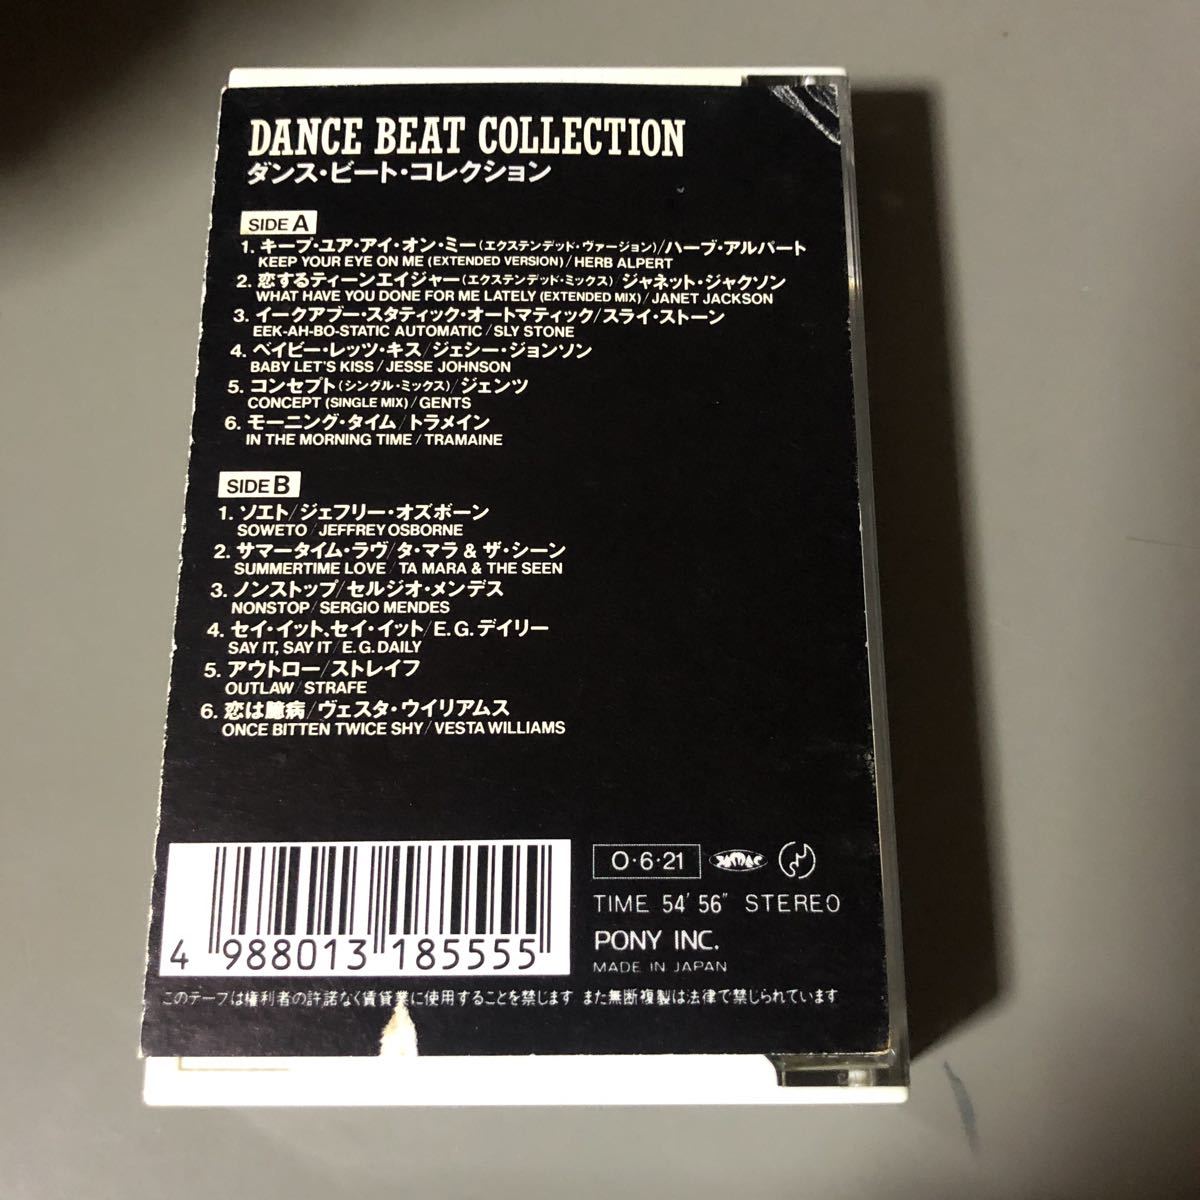 DANCE BEAT COLLECTION
ダンス・ビート・コレクション
SIDE A
1. キープ・ユア・アイ・オン・ミー(エクステンデッド・ヴァージョン)/ハーブ・アルパート
KEEP YOUR EYE ON ME (EXTENDED VERSION)/HERB ALPERT
2. 恋するティーンエイジャー(エクステンデッド・ミックス)/ジャネット・ジャクソン
WHAT HAVE YOU DONE FOR ME LATELY (EXTENDED MIX)/JANET JACKSON
3. イークアブー・スタティック・オートマティック/スライ・ストーン
EEK-AH-BO-STATIC AUTOMATIC/SLY STONE
4. ベイビー・レッツ・キス/ジェシー・ジョンソン
BABY LET'S KISS/JESSE JOHNSON
5. コンセプト(シングル・ミックス)/ジェンツ
CONCEPT (SINGLE MIX)/GENTS
6. モーニング・タイム/トラメイン
IN THE MORNING TIME/TRAMAINE
SIDE B
1. ソエト/ジェフリー・オズボーン
SOWETO/JEFFREY OSBORNE
2. サマータイム・ラヴ/タ・マラ & ザ・シーン
SUMMERTIME LOVE/TA MARA & THE SEEN
3. ノンストップ/セルジオ・メンデス
NONSTOP/SERGIO MENDES
4. セイ・イット、セイ・イット/E.G.デイリー
SAY IT, SAY IT/E.G.DAILY
5. アウトロー/ストレイフ
OUTLAW/STRAFE
6. 恋は臆病/ヴェスタ・ウイリアムス
ONCE BITTEN TWICE SHY/VESTA WILLIAMS
O・6・21
TIME 54' 56" STEREO
PONY INC.
MADE IN JAPAN
4 988013 185555
このテープは権利者の許諾なく賃貸業に使用することを禁じます また無断複製は法律で禁じられています